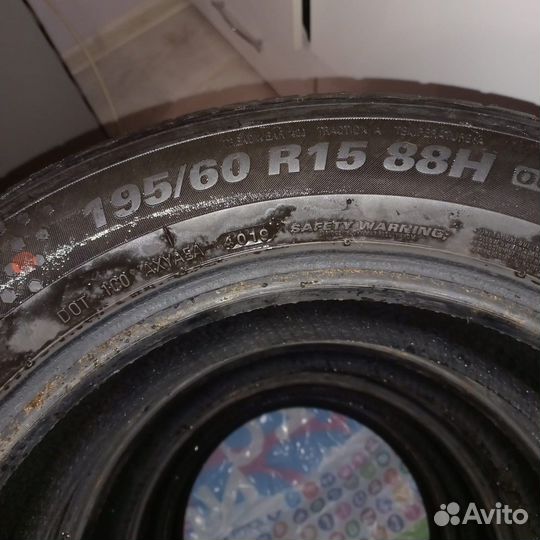 TREADWEAR 400 TRACTION A TEMPERATURE A
195/60 R15 88H
DOT 1C0 AXYABA 4019 SAFETY WARNING:
Avito